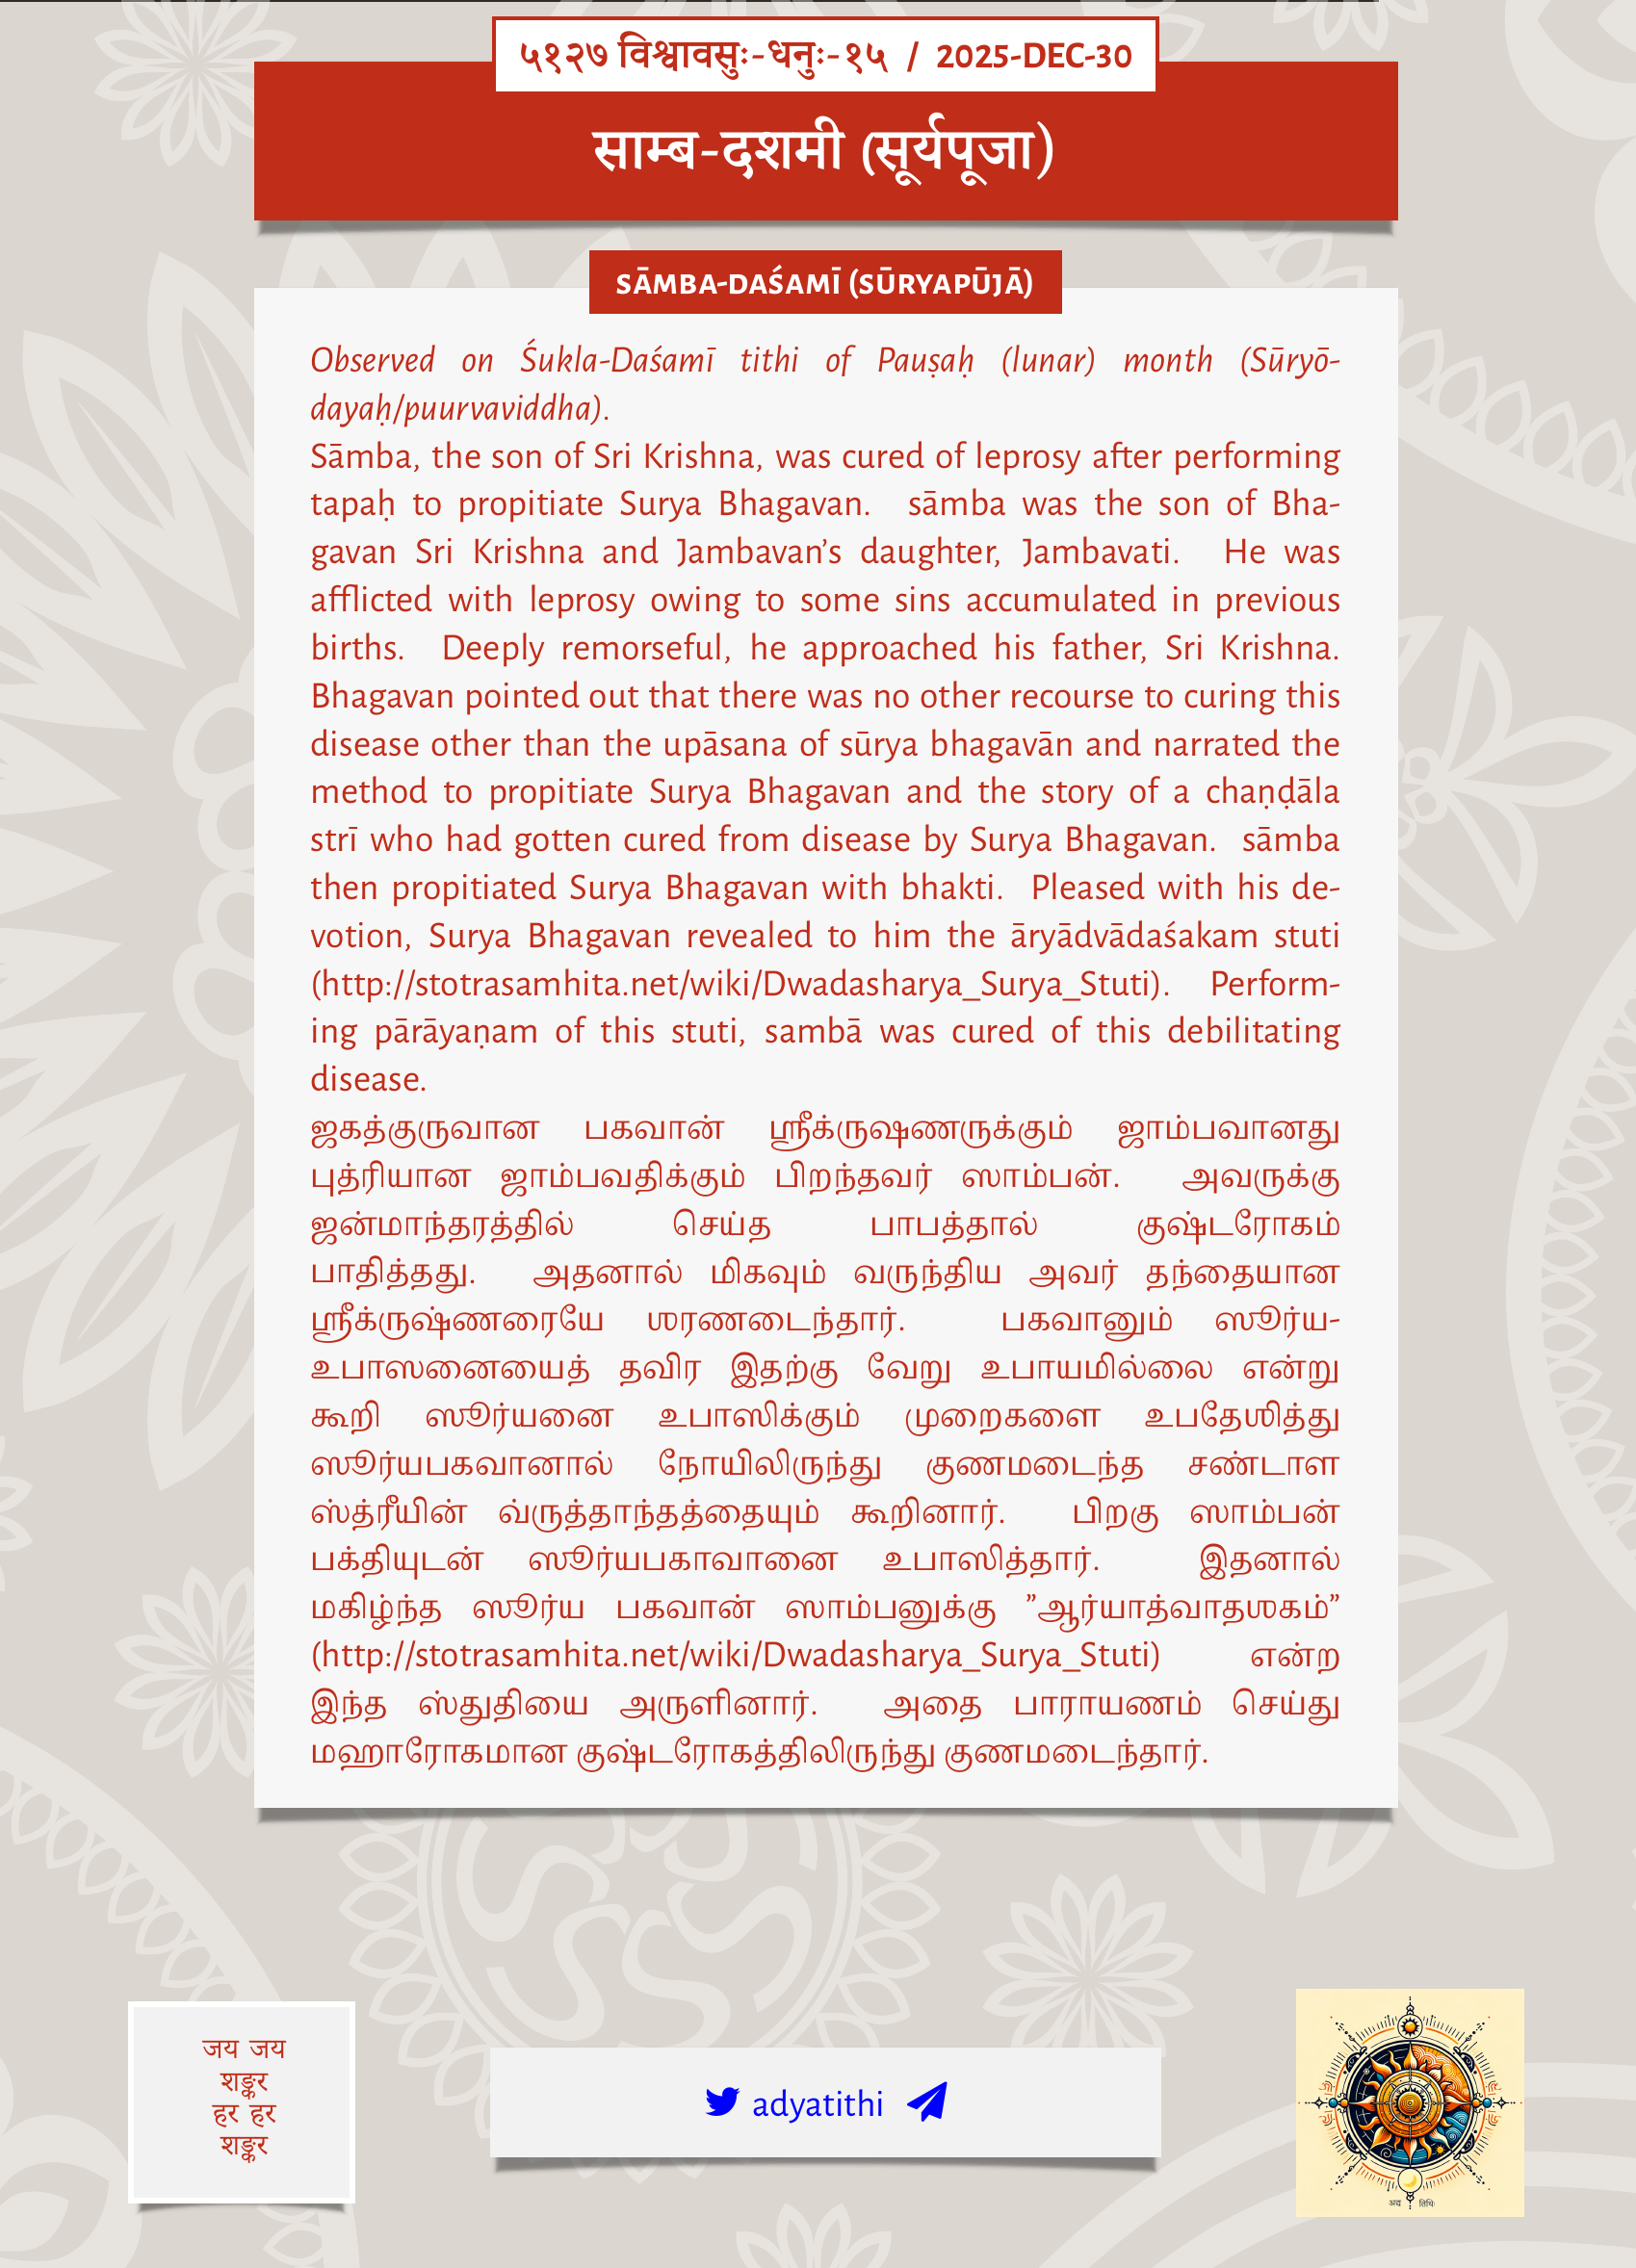 ५१२७ विश्वावसुः-धनुः-१५ / 2025-DEC-30
साम्ब-दशमी (सूर्यपूजा)
SĀMBA-DAŚAMĪ (SŪRYAPŪJĀ)
Observed on Śukla-Daśamī tithi of Pauṣaḥ (lunar) month (Sūryō-
dayaḥ/puurvaviddha).
Sāmba, the son of Sri Krishna, was cured of leprosy after performing
tapaḥ to propitiate Surya Bhagavan. sāmba was the son of Bha-
gavan Sri Krishna and Jambavan’s daughter, Jambavati. He was
afflicted with leprosy owing to some sins accumulated in previous
births. Deeply remorseful, he approached his father, Sri Krishna.
Bhagavan pointed out that there was no other recourse to curing this
disease other than the upāsana of sūrya bhagavān and narrated the
method to propitiate Surya Bhagavan and the story of a chaṇḍāla
strī who had gotten cured from disease by Surya Bhagavan. sāmba
then propitiated Surya Bhagavan with bhakti. Pleased with his de-
votion, Surya Bhagavan revealed to him the āryādvādaśakam stuti
(http://stotrasamhita.net/wiki/Dwadasharya_Surya_Stuti). Perform-
ing pārāyaṇam of this stuti, sambā was cured of this debilitating
disease.
ஜகத்குருவான பகவான் ஸ்ரீக்ருஷணருக்கும் ஜாம்பவானது
புத்ரியான ஜாம்பவதிக்கும் பிறந்தவர் ஸாம்பன். அவருக்கு
ஜன்மாந்தரத்தில் செய்த பாபத்தால் குஷ்டரோகம்
பாதித்தது. அதனால் மிகவும் வருந்திய அவர் தந்தையான
ஸ்ரீக்ருஷ்ணரையே ஶரணடைந்தார். பகவானும் ஸூர்ய-
உபாஸனையைத் தவிர இதற்கு வேறு உபாயமில்லை என்று
கூறி ஸூர்யனை உபாஸிக்கும் முறைகளை உபதேஶித்து
ஸூர்யபகவானால் நோயிலிருந்து குணமடைந்த சண்டாள
ஸ்த்ரீயின் வ்ருத்தாந்தத்தையும் கூறினார். பிறகு ஸாம்பன்
பக்தியுடன் ஸூர்யபகாவானை உபாஸித்தார். இதனால்
மகிழ்ந்த ஸூர்ய பகவான் ஸாம்பனுக்கு ”ஆர்யாத்வாதஶகம்”
(http://stotrasamhita.net/wiki/Dwadasharya_Surya_Stuti) என்ற
இந்த ஸ்துதியை அருளினார். அதை பாராயணம் செய்து
மஹாரோகமான குஷ்டரோகத்திலிருந்து குணமடைந்தார்.
जय जय
शङ्कर
हर हर
शङ्कर
adyatithi
अद्य तिथिः